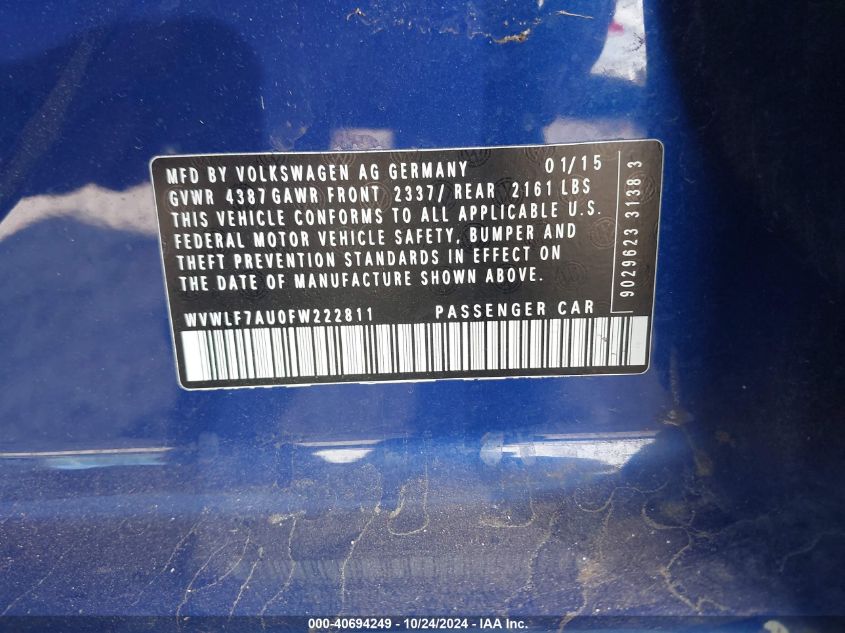 MFD BY VOLKSWAGEN AG GERMANY 01/15
GVWR 4387 GAWR FRONT 2337/ REAR 2161 LBS
THIS VEHICLE CONFORMS TO ALL APPLICABLE U.S.
FEDERAL MOTOR VEHICLE SAFETY, BUMPER AND
THEFT PREVENTION STANDARDS IN EFFECT ON
THE DATE OF MANUFACTURE SHOWN ABOVE.
WVWLF7AU0FW222811 PASSENGER CAR
9029623 3138 3
000-40694249 - 10/24/2024 - IAA Inc.